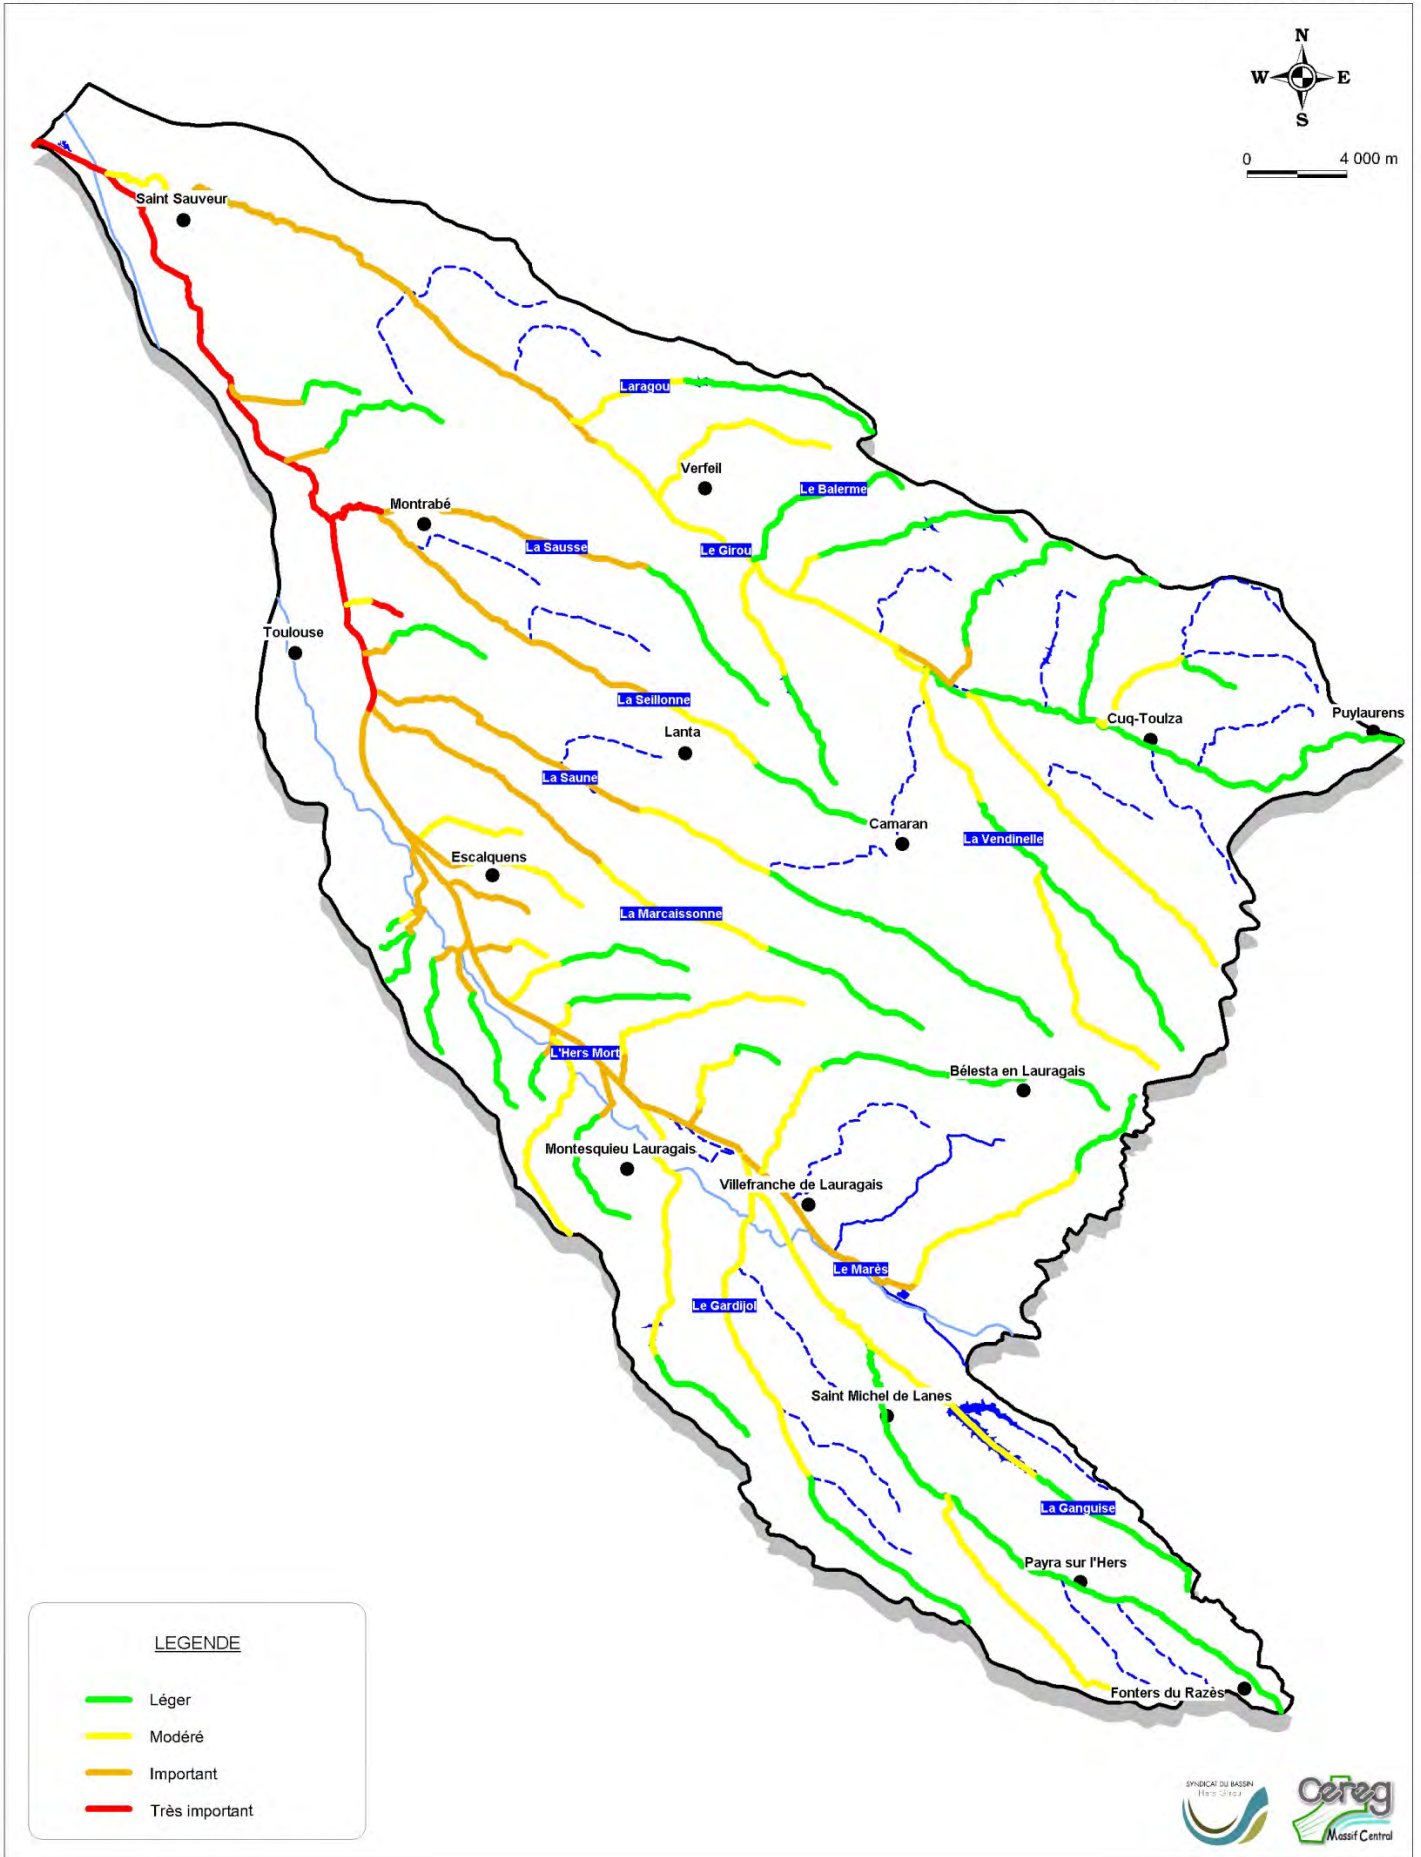 N
W E
S
0 4 000 m
Saint Sauveur
Laragou
Verfeil
Le Balerme
Montrabé
La Sausse
Le Girou
Toulouse
La Seillonne
Cuq-Toulza
Puylaurens
Lanta
La Saune
Camaran
La Vendinelle
Escalquens
La Marcaissonne
L'Hers Mort
Bélesta en Lauragais
Montesquieu Lauragais
Villefranche de Lauragais
Le Marès
Le Gardijol
Saint Michel de Lanes
La Ganguise
Payra sur l'Hers
Fonters du Razès
LEGENDE
Léger
Modéré
Important
Très important
SYNDICAT DU BASSIN
Hers Girou
Cereg
Massif Central